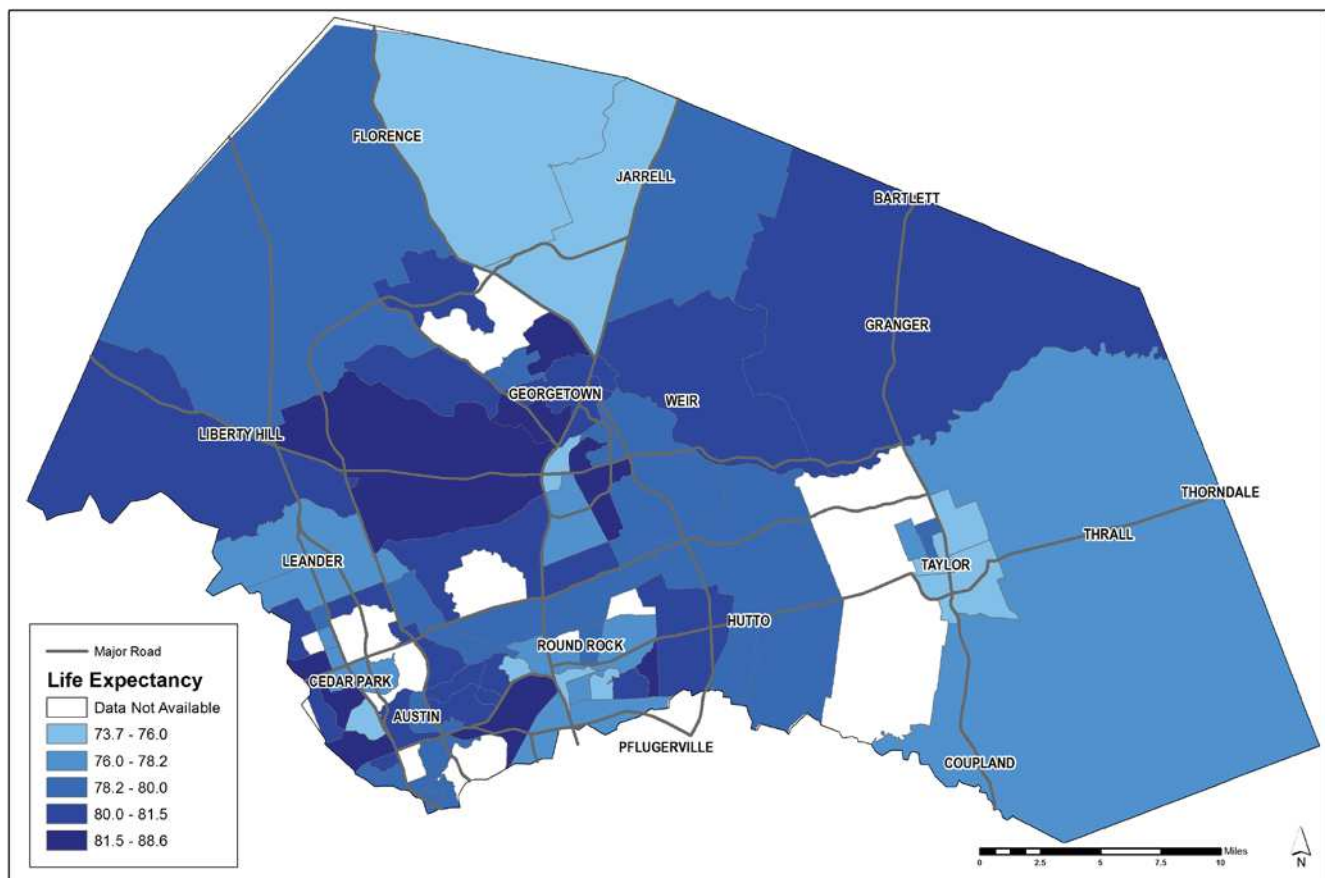 FLORENCE
JARRELL
BARTLETT
GRANGER
GEORGETOWN
WEIR
LIBERTY HILL
THORNDALE
THRALL
LEANDER
TAYLOR
HUTTO
ROUND ROCK
CEDAR PARK
AUSTIN
PFLUGERVILLE
COUPLAND
Major Road
Life Expectancy
Data Not Available
73.7 - 76.0
76.0 - 78.2
78.2 - 80.0
80.0 - 81.5
81.5 - 88.6
Miles
0 2.5 5 7.5 10
N